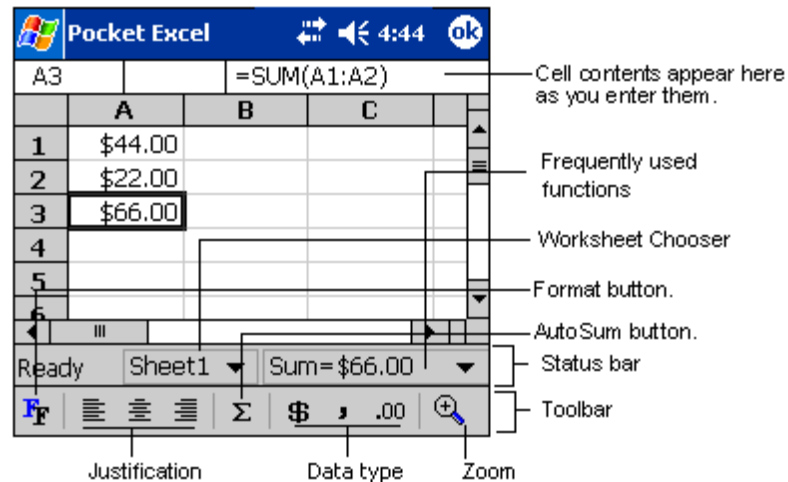 Pocket Excel 4:44 ok
A3 =SUM(A1:A2)
Cell contents appear here
as you enter them.
A B C
1 $44.00
2 $22.00
3 $66.00
4
5
6
Frequently used
functions
Worksheet Chooser
Format button.
AutoSum button.
Ready Sheet1 Sum=$66.00
Status bar
FF Σ $ , .00
Toolbar
Justification Data type Zoom